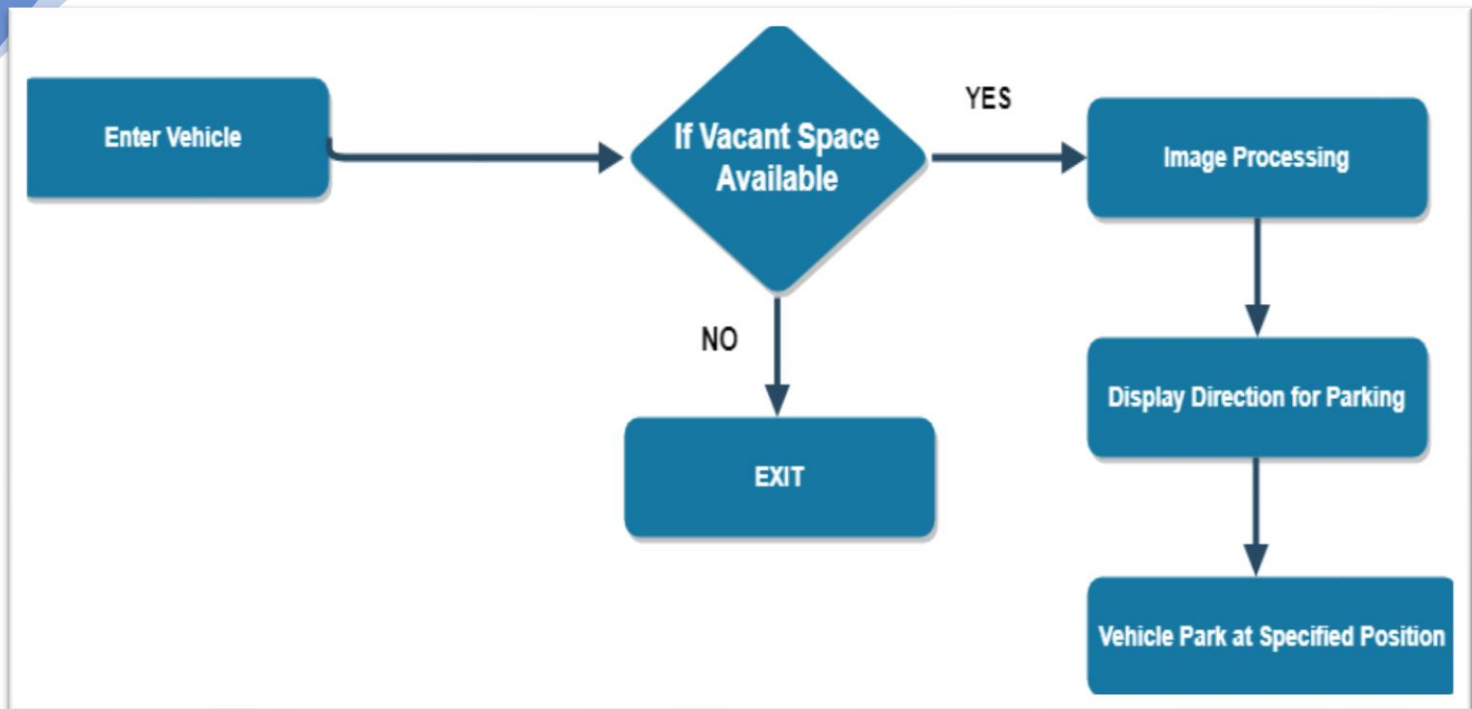 Enter Vehicle
If Vacant Space
Available
YES
Image Processing
NO
Display Direction for Parking
EXIT
Vehicle Park at Specified Position